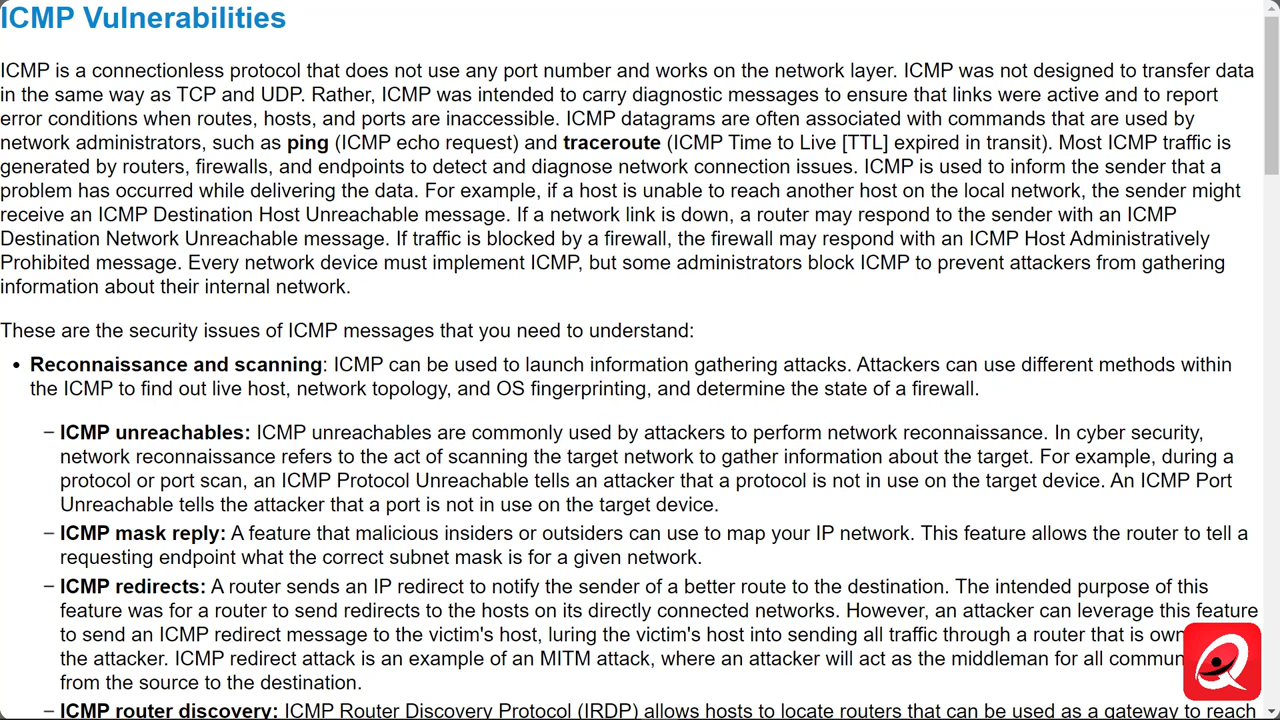 ICMP Vulnerabilities
ICMP is a connectionless protocol that does not use any port number and works on the network layer. ICMP was not designed to transfer data
in the same way as TCP and UDP. Rather, ICMP was intended to carry diagnostic messages to ensure that links were active and to report
error conditions when routes, hosts, and ports are inaccessible. ICMP datagrams are often associated with commands that are used by
network administrators, such as ping (ICMP echo request) and traceroute (ICMP Time to Live [TTL] expired in transit). Most ICMP traffic is
generated by routers, firewalls, and endpoints to detect and diagnose network connection issues. ICMP is used to inform the sender that a
problem has occurred while delivering the data. For example, if a host is unable to reach another host on the local network, the sender might
receive an ICMP Destination Host Unreachable message. If a network link is down, a router may respond to the sender with an ICMP
Destination Network Unreachable message. If traffic is blocked by a firewall, the firewall may respond with an ICMP Host Administratively
Prohibited message. Every network device must implement ICMP, but some administrators block ICMP to prevent attackers from gathering
information about their internal network.
These are the security issues of ICMP messages that you need to understand:
• Reconnaissance and scanning: ICMP can be used to launch information gathering attacks. Attackers can use different methods within
the ICMP to find out live host, network topology, and OS fingerprinting, and determine the state of a firewall.
– ICMP unreachables: ICMP unreachables are commonly used by attackers to perform network reconnaissance. In cyber security,
network reconnaissance refers to the act of scanning the target network to gather information about the target. For example, during a
protocol or port scan, an ICMP Protocol Unreachable tells an attacker that a protocol is not in use on the target device. An ICMP Port
Unreachable tells the attacker that a port is not in use on the target device.
– ICMP mask reply: A feature that malicious insiders or outsiders can use to map your IP network. This feature allows the router to tell a
requesting endpoint what the correct subnet mask is for a given network.
– ICMP redirects: A router sends an IP redirect to notify the sender of a better route to the destination. The intended purpose of this
feature was for a router to send redirects to the hosts on its directly connected networks. However, an attacker can leverage this feature
to send an ICMP redirect message to the victim's host, luring the victim's host into sending all traffic through a router that is
the attacker. ICMP redirect attack is an example of an MITM attack, where an attacker will act as the middleman for all
from the source to the destination.
– ICMP router discovery: ICMP Router Discovery Protocol (IRDP) allows hosts to locate routers that can be used as a gateway to reach